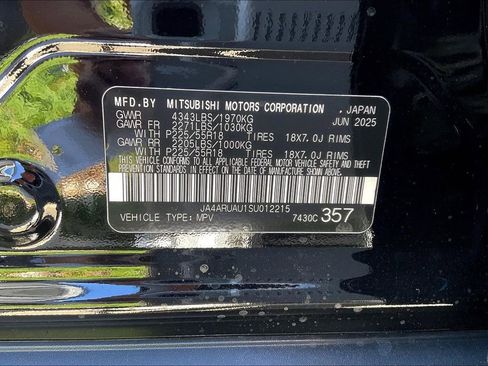 MFD.BY MITSUBISHI MOTORS CORPORATION , JAPAN
GVWR 4343LBS/1970KG JUN 2025
GAWR FR 2271LBS/1030KG
WITH P225/55R18 TIRES 18X7.0J RIMS
GAWR RR 2205LBS/1000KG
WITH P225/55R18 TIRES 18X7.0J RIMS
THIS VEHICLE CONFORMS TO ALL APPLICABLE FEDERAL MOTOR VEHICLE SAFETY AND THEFT
PREVENTION STANDARDS IN EFFECT ON THE DATE OF MANUFACTURE SHOWN ABOVE.
JA4ARUAU1SU012215
VEHICLE TYPE: MPV 7430C 357